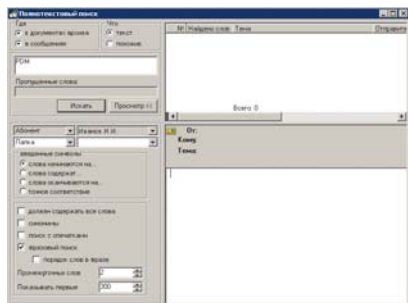 Полнотекстовый поиск
Где
Что
в документах архива
текст
в сообщениях
похожие
PDM
Пропущенные слова:
Искать
Просмотр <<
№ Найдено слов Тема Отправите
Всего: 0
Абонент
Иванов И.И.
Папка
введенные символы
слова начинаются на...
слова содержат...
слова оканчиваются на...
точное соответствие
должен содержать все слова
синонимы
поиск с опечатками
фразовый поиск
порядок слов в фразе
Промежуточных слов 2
Показывать первые 300
От:
Кому:
Тема: